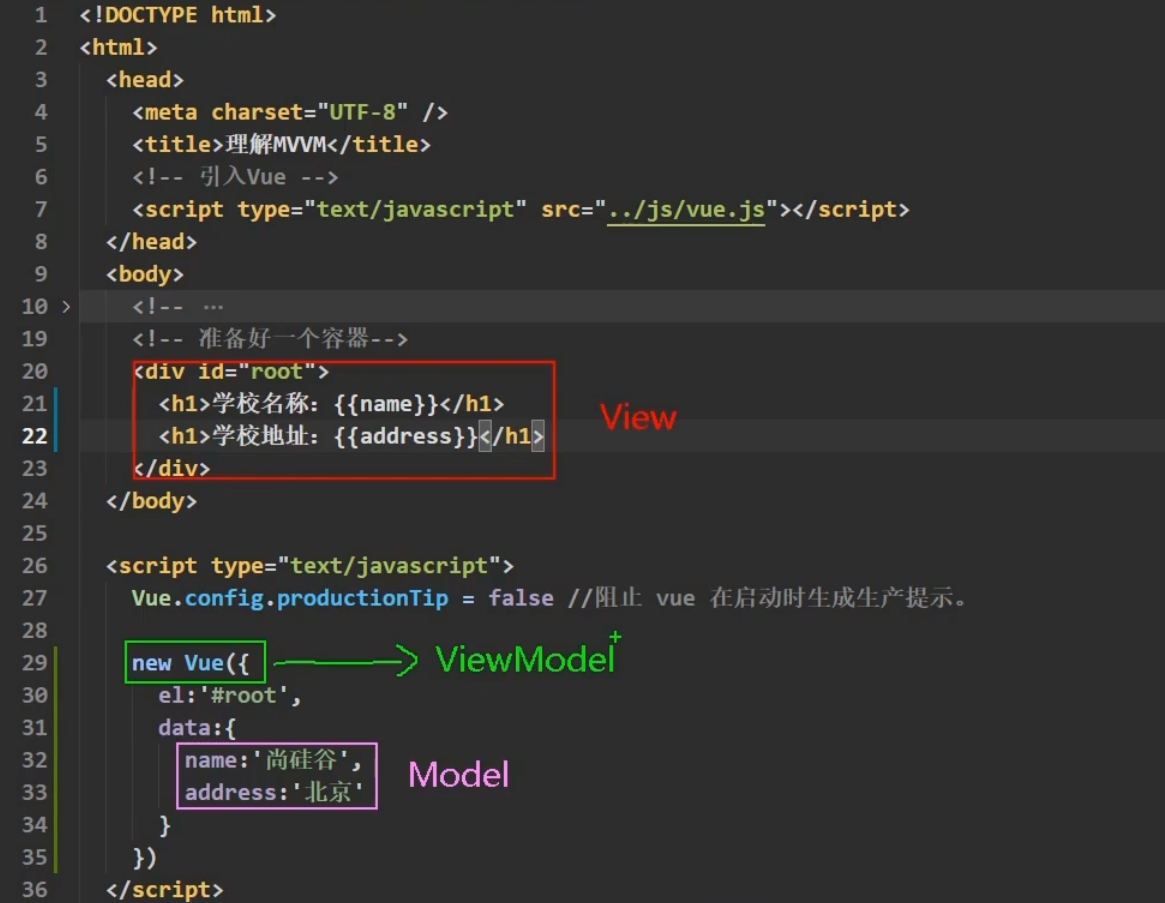 1 <!DOCTYPE html>
2 <html>
3 <head>
4 <meta charset="UTF-8" />
5 <title>理解MVVM</title>
6 <!-- 引入Vue -->
7 <script type="text/javascript" src="../js/vue.js"></script>
8 </head>
9 <body>
10 > <!-- ⋯
19 <!-- 准备好一个容器-->
20 <div id="root">
21 <h1>学校名称：{{name}}</h1>
22 <h1>学校地址：{{address}}</h1>
View
23 </div>
24 </body>
25
26 <script type="text/javascript">
27 Vue.config.productionTip = false //阻止 vue 在启动时生成生产提示。
28
29 new Vue({ ViewModel
30 el:'#root',
31 data:{
32 name:'尚硅谷',
Model
33 address:'北京'
34 }
35 })
36 </script>